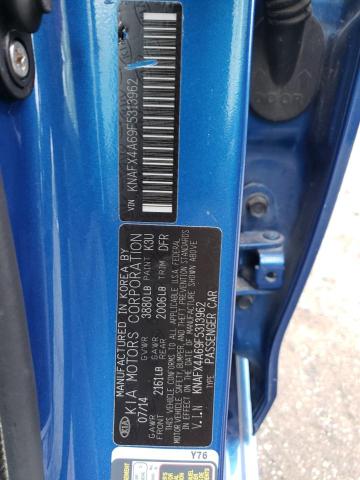 VIN KNAFX4A69F5313962
MANUFACTURED IN KOREA BY
KIA KIA MOTORS CORPORATION
07/14 GVWR 3880LB PAINT K3U
GAWR FRONT 2161LB GAWR REAR 2006LB TRIM DFR
THIS VEHICLE CONFORMS TO ALL APPLICABLE U.S.A FEDERAL
MOTOR VEHICLE SAFETY, BUMPER, AND THEFT PREVENTION STANDARDS
IN EFFECT ON THE DATE OF MANUFACTURE SHOWN ABOVE
V.I.N KNAFX4A69F5313962
TYPE: PASSENGER CAR
Y76